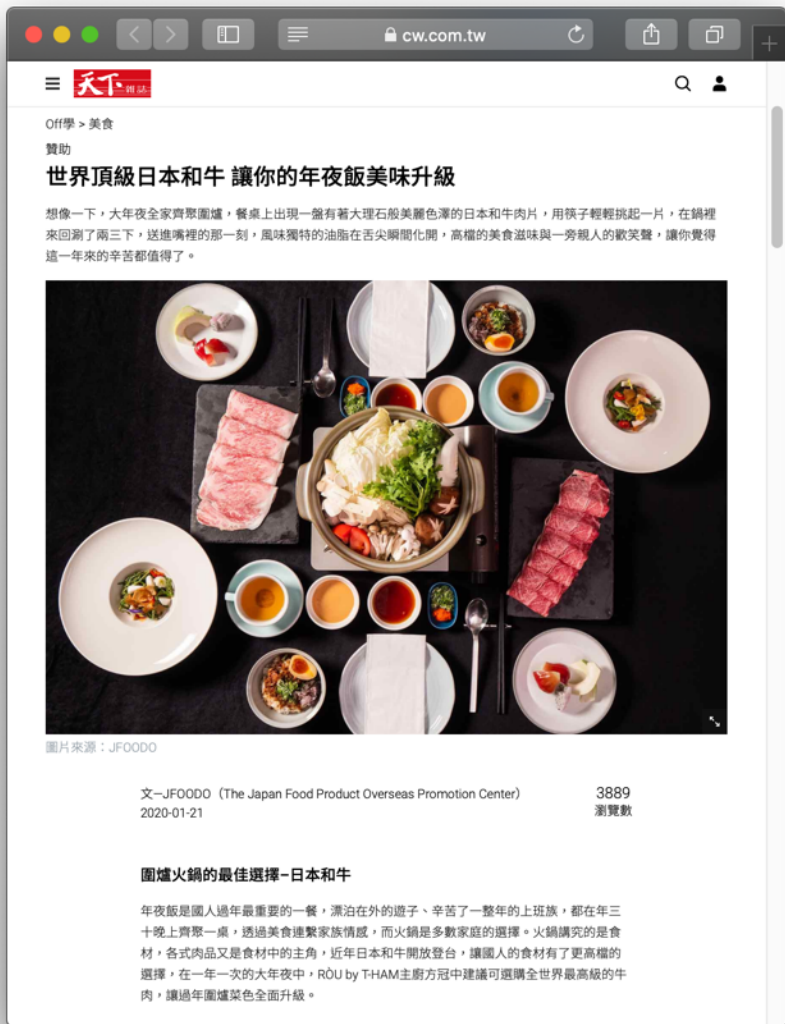 cw.com.tw
天下雜誌
Off學 > 美食
贊助
世界頂級日本和牛 讓你的年夜飯美味升級
想像一下，大年夜全家齊聚圍爐，餐桌上出現一盤有著大理石般美麗色澤的日本和牛肉片，用筷子輕輕挑起一片，在鍋裡
來回涮了兩三下，送進嘴裡的那一刻，風味獨特的油脂在舌尖瞬間化開，高檔的美食滋味與一旁親人的歡笑聲，讓你覺得
這一年來的辛苦都值得了。
圖片來源：JFOODO
文—JFOODO（The Japan Food Product Overseas Promotion Center）
3889
2020-01-21
瀏覽數
圍爐火鍋的最佳選擇—日本和牛
年夜飯是國人過年最重要的一餐，漂泊在外的遊子、辛苦了一整年的上班族，都在年三
十晚上齊聚一桌，透過美食連繫家族情感，而火鍋是多數家庭的選擇。火鍋講究的是食
材，各式肉品又是食材中的主角，近年日本和牛開放登台，讓國人的食材有了更高檔的
選擇，在一年一次的大年夜中，RÒU by T-HAM主廚方冠中建議可選購全世界最高級的牛
肉，讓過年圍爐菜色全面升級。